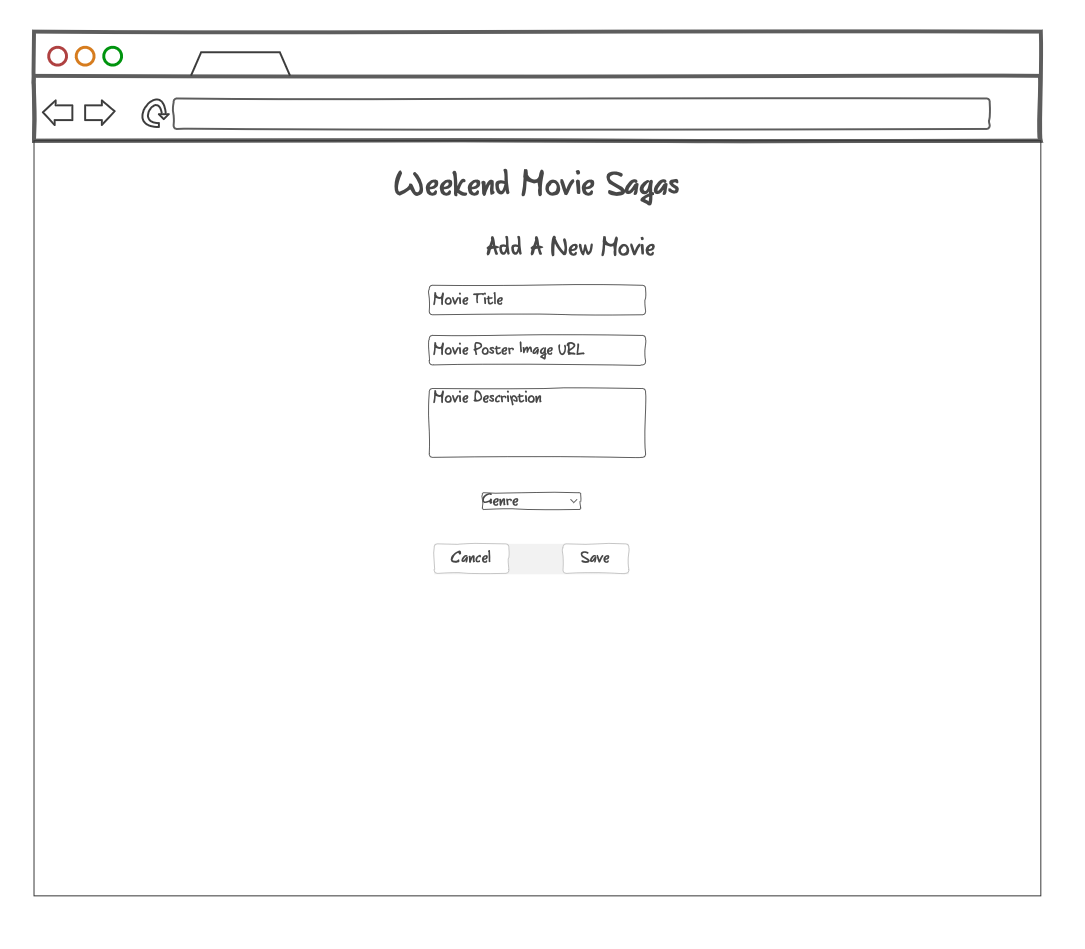 Weekend Movie Sagas
Add A New Movie
Movie Title
Movie Poster Image URL
Movie Description
Genre
Cancel Save